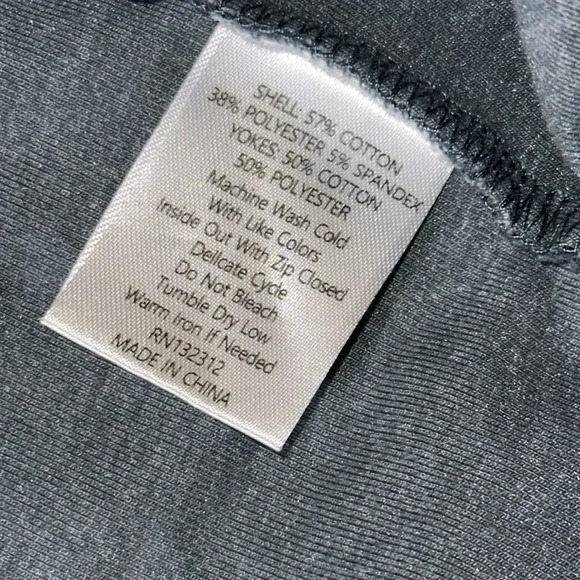 SHELL: 57% COTTON
38% POLYESTER 5% SPANDEX
YOKES: 50% COTTON
50% POLYESTER
Machine Wash Cold
With Like Colors
Inside Out With Zip Closed
Delicate Cycle
Do Not Bleach
Tumble Dry Low
Warm Iron If Needed
RN132312
MADE IN CHINA